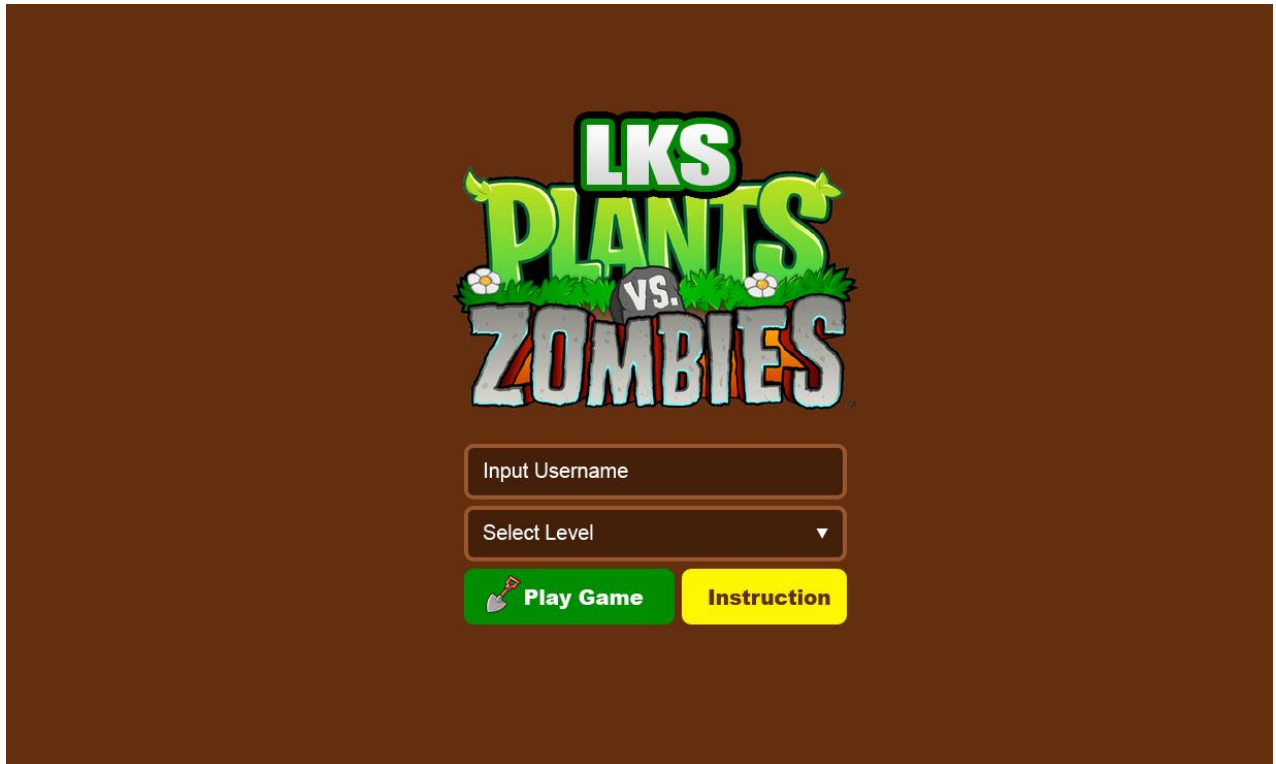 LKS
PLANTS
VS.
ZOMBIES
Input Username
Select Level
Play Game
Instruction